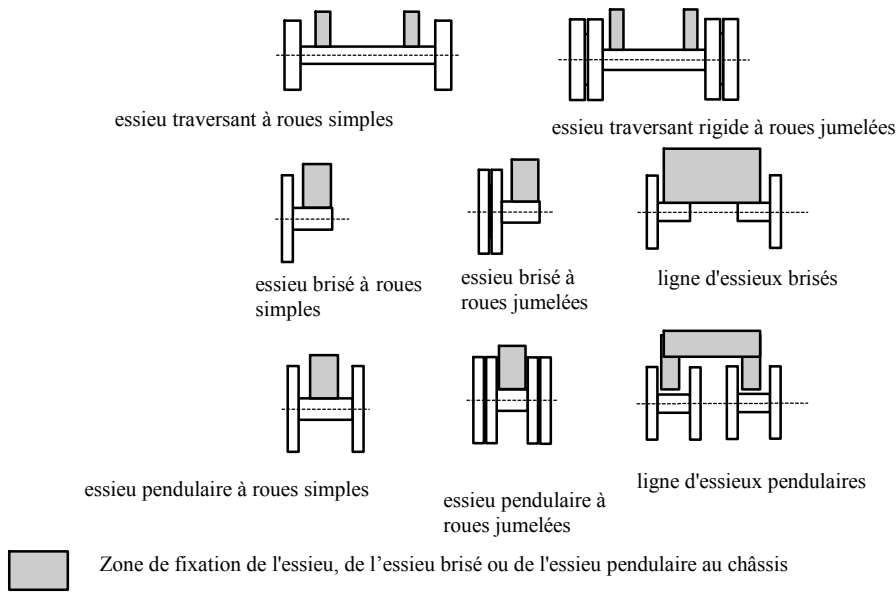 essieu traversant à roues simples
essieu traversant rigide à roues jumelées
essieu brisé à roues
simples
essieu brisé à
roues jumelées
ligne d'essieux brisés
essieu pendulaire à roues simples
essieu pendulaire à
roues jumelées
ligne d'essieux pendulaires
Zone de fixation de l'essieu, de l’essieu brisé ou de l'essieu pendulaire au châssis